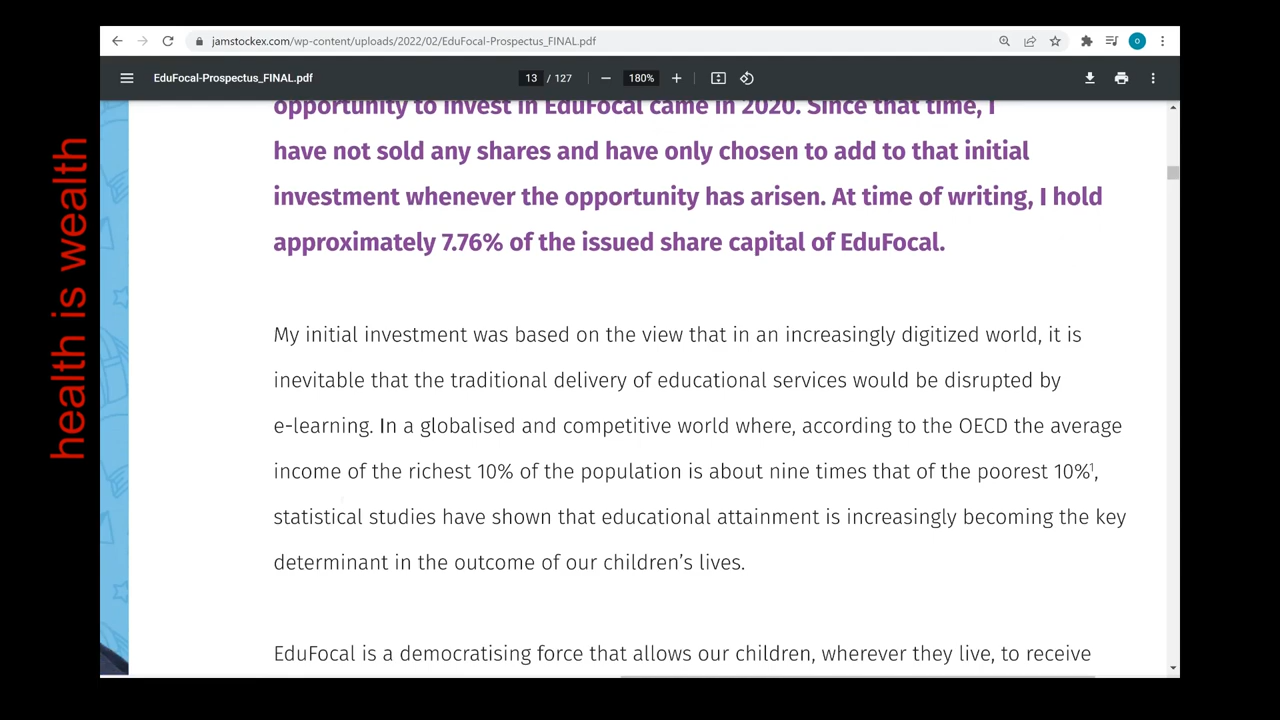 jamstockex.com/wp-content/uploads/2022/02/EduFocal-Prospectus_FINAL.pdf
o
EduFocal-Prospectus_FINAL.pdf
13 / 127
180%
health is wealth
opportunity to invest in EduFocal came in 2020. Since that time, I
have not sold any shares and have only chosen to add to that initial
investment whenever the opportunity has arisen. At time of writing, I hold
approximately 7.76% of the issued share capital of EduFocal.
My initial investment was based on the view that in an increasingly digitized world, it is
inevitable that the traditional delivery of educational services would be disrupted by
e-learning. In a globalised and competitive world where, according to the OECD the average
income of the richest 10% of the population is about nine times that of the poorest 10%¹,
statistical studies have shown that educational attainment is increasingly becoming the key
determinant in the outcome of our children’s lives.
EduFocal is a democratising force that allows our children, wherever they live, to receive